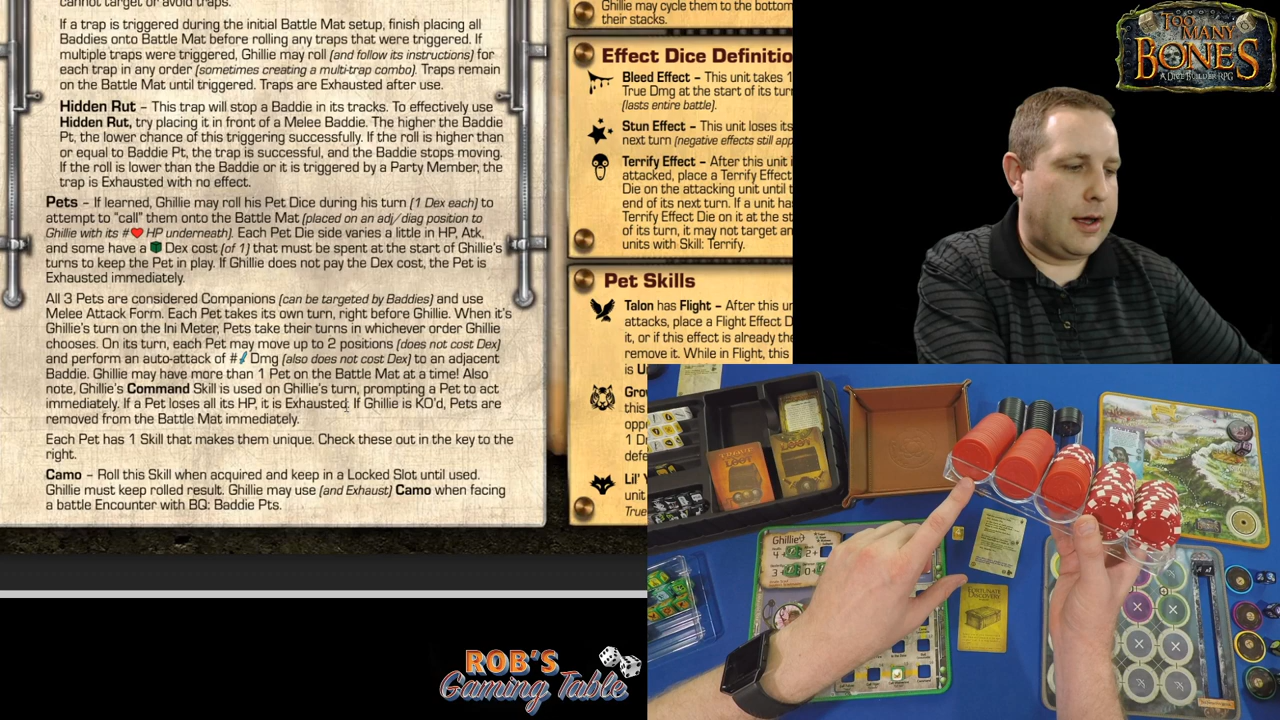 cannot target or avoid traps.
If a trap is triggered during the initial Battle Mat setup, finish placing all
Baddies onto Battle Mat before rolling any traps that were triggered. If
multiple traps were triggered, Ghillie may roll (and follow its instructions) for
each trap in any order (sometimes creating a multi-trap combo). Traps remain
on the Battle Mat until triggered. Traps are Exhausted after use.
Hidden Rut – This trap will stop a Baddie in its tracks. To effectively use
Hidden Rut, try placing it in front of a Melee Baddie. The higher the Baddie
Pt, the lower chance of this triggering successfully. If the roll is higher than
or equal to Baddie Pt, the trap is successful, and the Baddie stops moving.
If the roll is lower than the Baddie or it is triggered by a Party Member, the
trap is Exhausted with no effect.
Pets – If learned, Ghillie may roll his Pet Dice during his turn (1 Dex each) to
attempt to "call" them onto the Battle Mat (placed on an adj/diag position to
Ghillie with its # HP underneath). Each Pet Die side varies a little in HP, Atk,
and some have a Dex cost (of 1) that must be spent at the start of Ghillie's
turns to keep the Pet in play. If Ghillie does not pay the Dex cost, the Pet is
Exhausted immediately.
All 3 Pets are considered Companions (can be targeted by Baddies) and use
Melee Attack Form. Each Pet takes its own turn, right before Ghillie. When it's
Ghillie's turn on the Ini Meter, Pets take their turns in whichever order Ghillie
chooses. On its turn, each Pet may move up to 2 positions (does not cost Dex)
and perform an auto-attack of # Dmg (also does not cost Dex) to an adjacent
Baddie. Ghillie may have more than 1 Pet on the Battle Mat at a time! Also
note, Ghillie's Command Skill is used on Ghillie's turn, prompting a Pet to act
immediately. If a Pet loses all its HP, it is Exhausted. If Ghillie is KO'd, Pets are
removed from the Battle Mat immediately.
Each Pet has 1 Skill that makes them unique. Check these out in the key to the
right.
Camo – Roll this Skill when acquired and keep in a Locked Slot until used.
Ghillie must keep rolled result. Ghillie may use (and Exhaust) Camo when facing
a battle Encounter with BQ: Baddie Pts.
Ghillie may cycle them to the bottom
their stacks.
Effect Dice Definitio
Bleed Effect – This unit takes 1
True Dmg at the start of its turn
(lasts entire battle).
Stun Effect – This unit loses its
next turn (negative effects still app
Terrify Effect – After this unit i
attacked, place a Terrify Effect
Die on the attacking unit until t
end of its next turn. If a unit has
Terrify Effect Die on it at the st
of its turn, it may not target an
units with Skill: Terrify.
Pet Skills
Talon has Flight – After this un
attacks, place a Flight Effect D
it, or if this effect is already the
remove it. While in Flight, this
is Un
Grow
this
oppo
1 D
defe
Lil' Y
unit
True
TOO
MANY
BONES
A DICE BUILDER RPG
Ghillie
4
2
3
0
LOOT
LOOT
FORTUNATE
DISCOVERY
ROB'S
Gaming Table